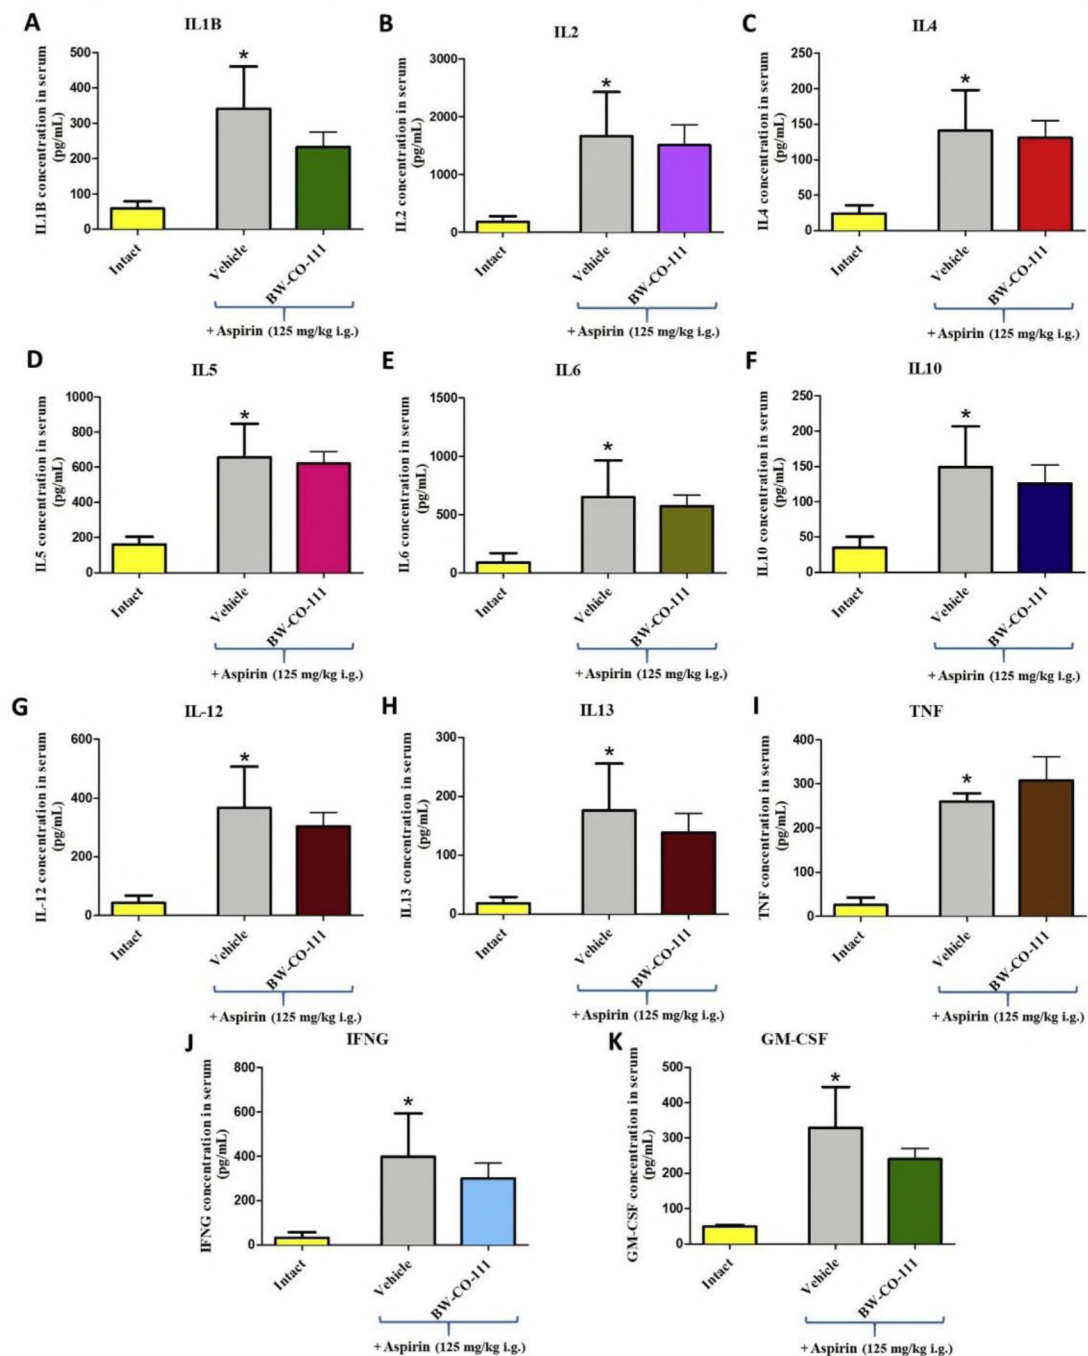 A
IL1B
IL1B concentration in serum
(pg/mL)
500
400
300
200
100
0
*
Intact
Vehicle
BW-CO-111
+ Aspirin (125 mg/kg i.g.)
B
IL2
IL2 concentration in serum
(pg/mL)
3000
2000
1000
0
*
Intact
Vehicle
BW-CO-111
+ Aspirin (125 mg/kg i.g.)
C
IL4
IL4 concentration in serum
(pg/mL)
250
200
150
100
50
0
*
Intact
Vehicle
BW-CO-111
+ Aspirin (125 mg/kg i.g.)
D
IL5
IL5 concentration in serum
(pg/mL)
1000
800
600
400
200
0
*
Intact
Vehicle
BW-CO-111
+ Aspirin (125 mg/kg i.g.)
E
IL6
IL6 concentration in serum
(pg/mL)
1500
1000
500
0
*
Intact
Vehicle
BW-CO-111
+ Aspirin (125 mg/kg i.g.)
F
IL10
IL10 concentration in serum
(pg/mL)
250
200
150
100
50
0
*
Intact
Vehicle
BW-CO-111
+ Aspirin (125 mg/kg i.g.)
G
IL-12
IL-12 concentration in serum
(pg/mL)
600
400
200
0
*
Intact
Vehicle
BW-CO-111
+ Aspirin (125 mg/kg i.g.)
H
IL13
IL13 concentration in serum
(pg/mL)
300
200
100
0
*
Intact
Vehicle
BW-CO-111
+ Aspirin (125 mg/kg i.g.)
I
TNF
TNF concentration in serum
(pg/mL)
400
300
200
100
0
*
Intact
Vehicle
BW-CO-111
+ Aspirin (125 mg/kg i.g.)
J
IFNG
IFNG concentration in serum
(pg/mL)
800
600
400
200
0
*
Intact
Vehicle
BW-CO-111
+ Aspirin (125 mg/kg i.g.)
K
GM-CSF
GM-CSF concentration in serum
(pg/mL)
500
400
300
200
100
0
*
Intact
Vehicle
BW-CO-111
+ Aspirin (125 mg/kg i.g.)